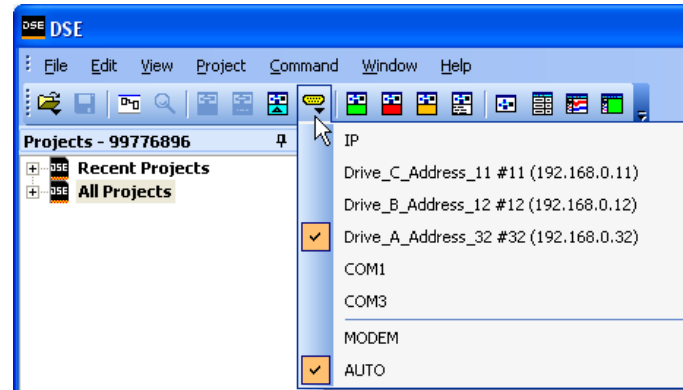 DSE DSE
File Edit View Project Command Window Help
Projects - 99776896
DSE Recent Projects
DSE All Projects
IP
Drive_C_Address_11 #11 (192.168.0.11)
Drive_B_Address_12 #12 (192.168.0.12)
Drive_A_Address_32 #32 (192.168.0.32)
COM1
COM3
MODEM
AUTO